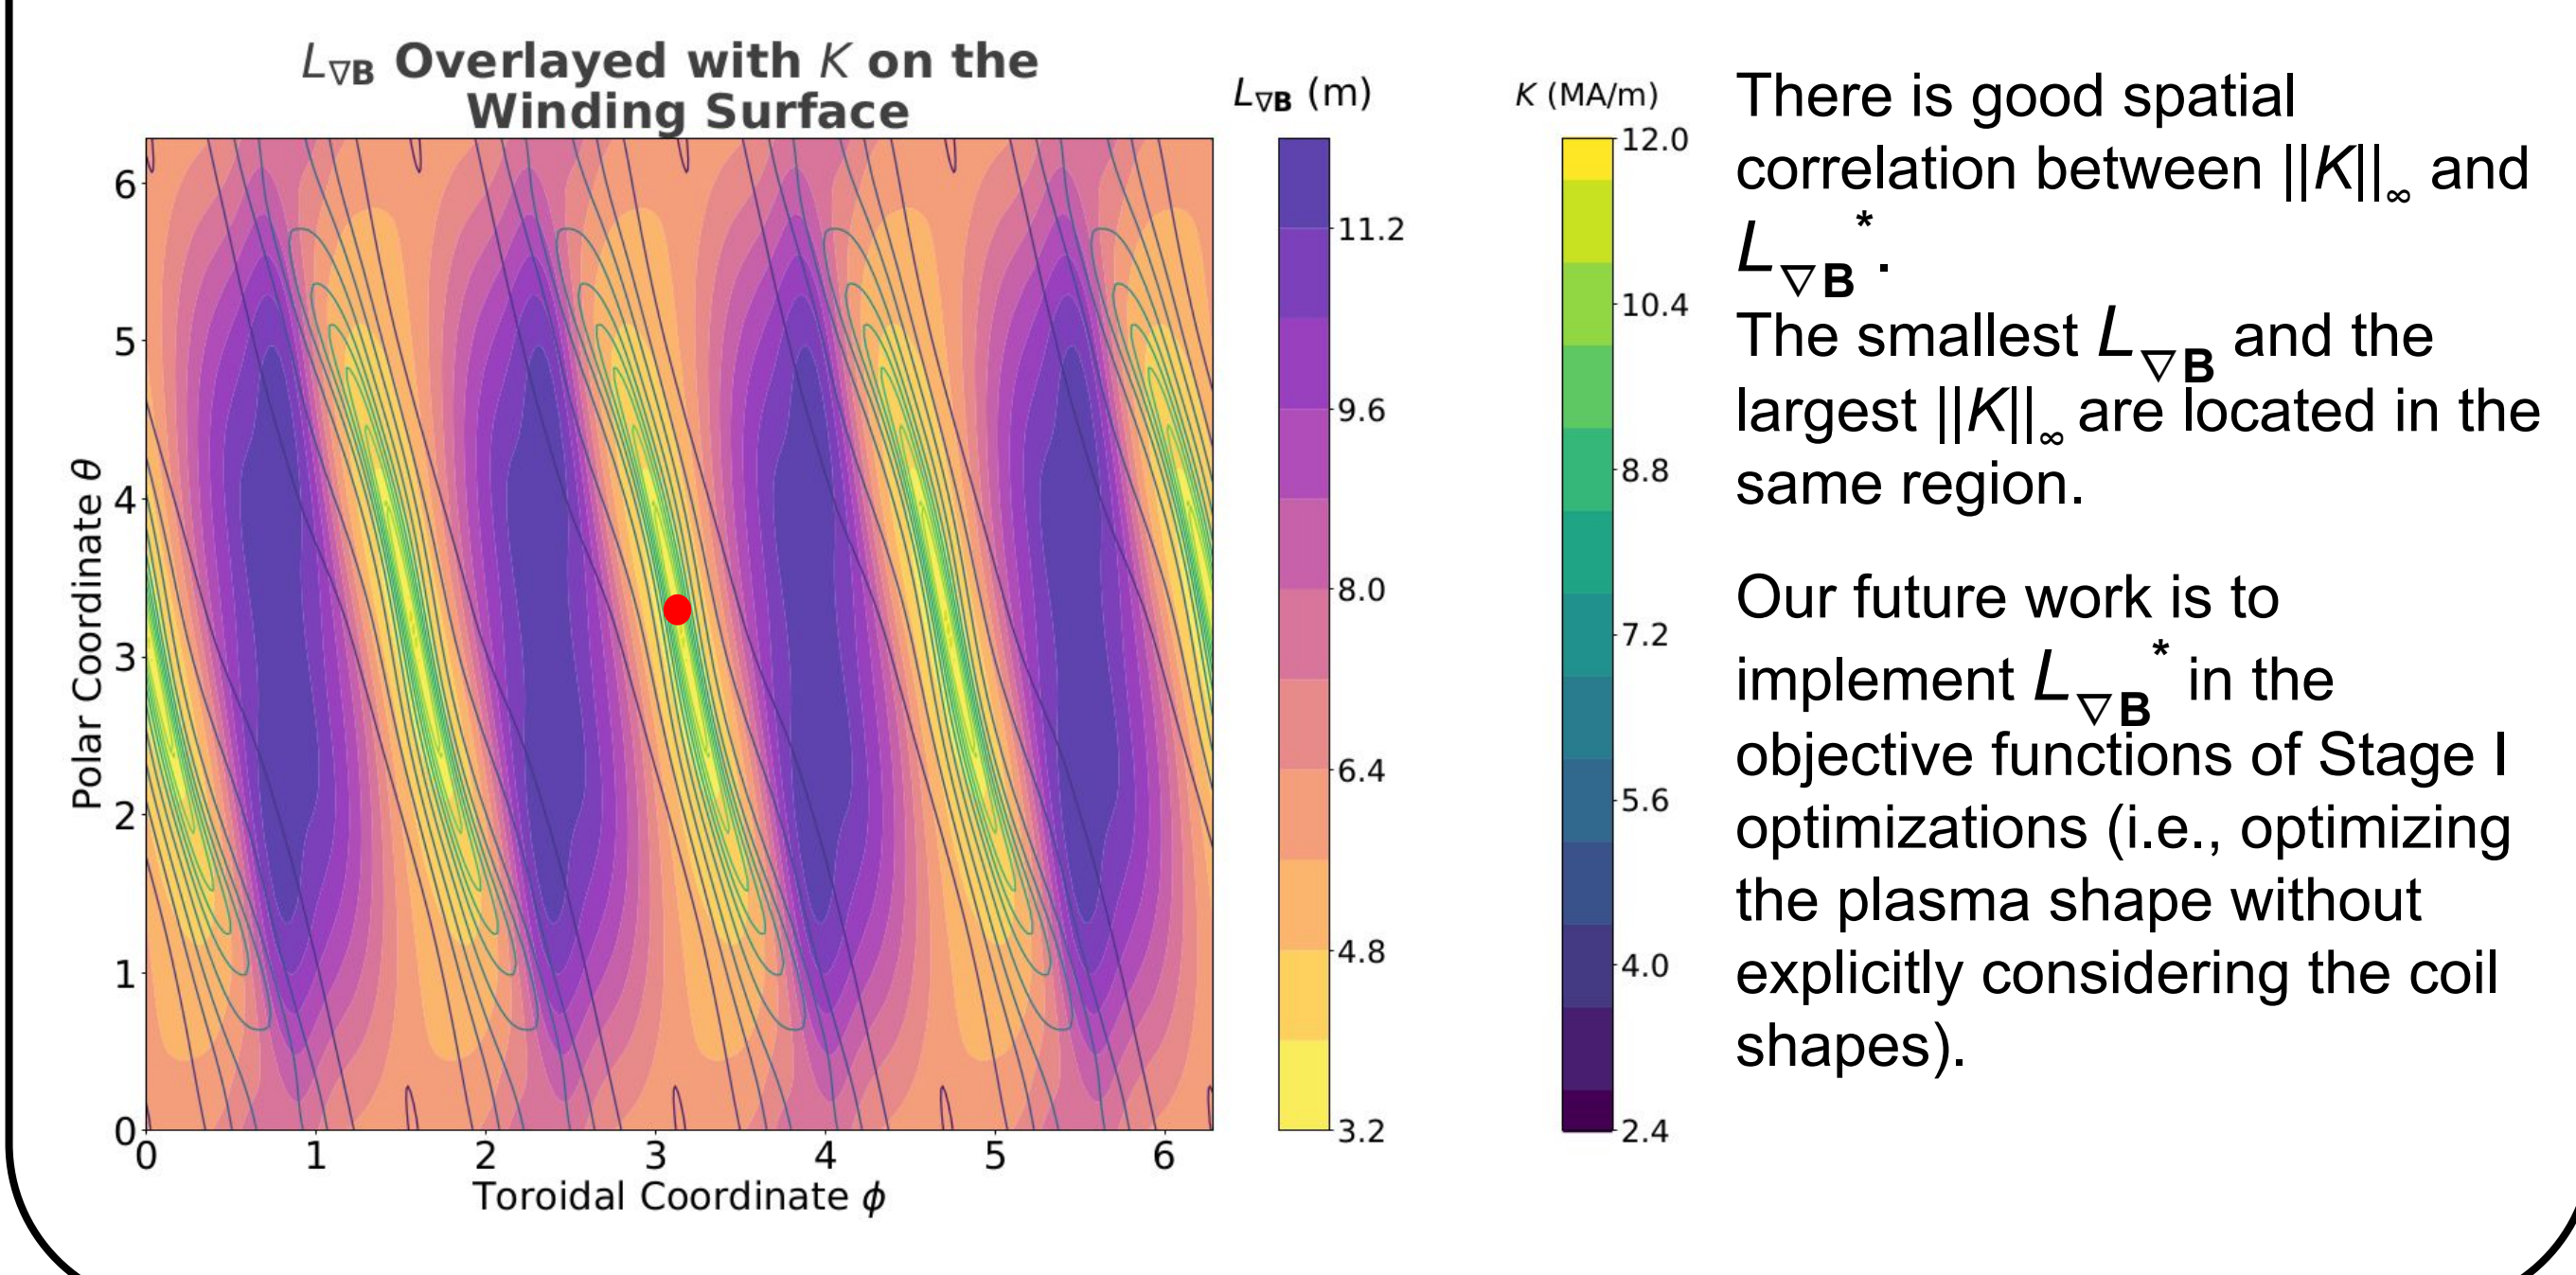 L∇B Overlayed with K on the
Winding Surface
L∇B (m)
11.2
9.6
8.0
6.4
4.8
3.2
K (MA/m)
12.0
10.4
8.8
7.2
5.6
4.0
2.4
Polar Coordinate θ
6
5
4
3
2
1
0
0 1 2 3 4 5 6
Toroidal Coordinate ϕ
There is good spatial
correlation between ||K||∞ and
L∇B*.
The smallest L∇B and the
largest ||K||∞ are located in the
same region.
Our future work is to
implement L∇B* in the
objective functions of Stage I
optimizations (i.e., optimizing
the plasma shape without
explicitly considering the coil
shapes).